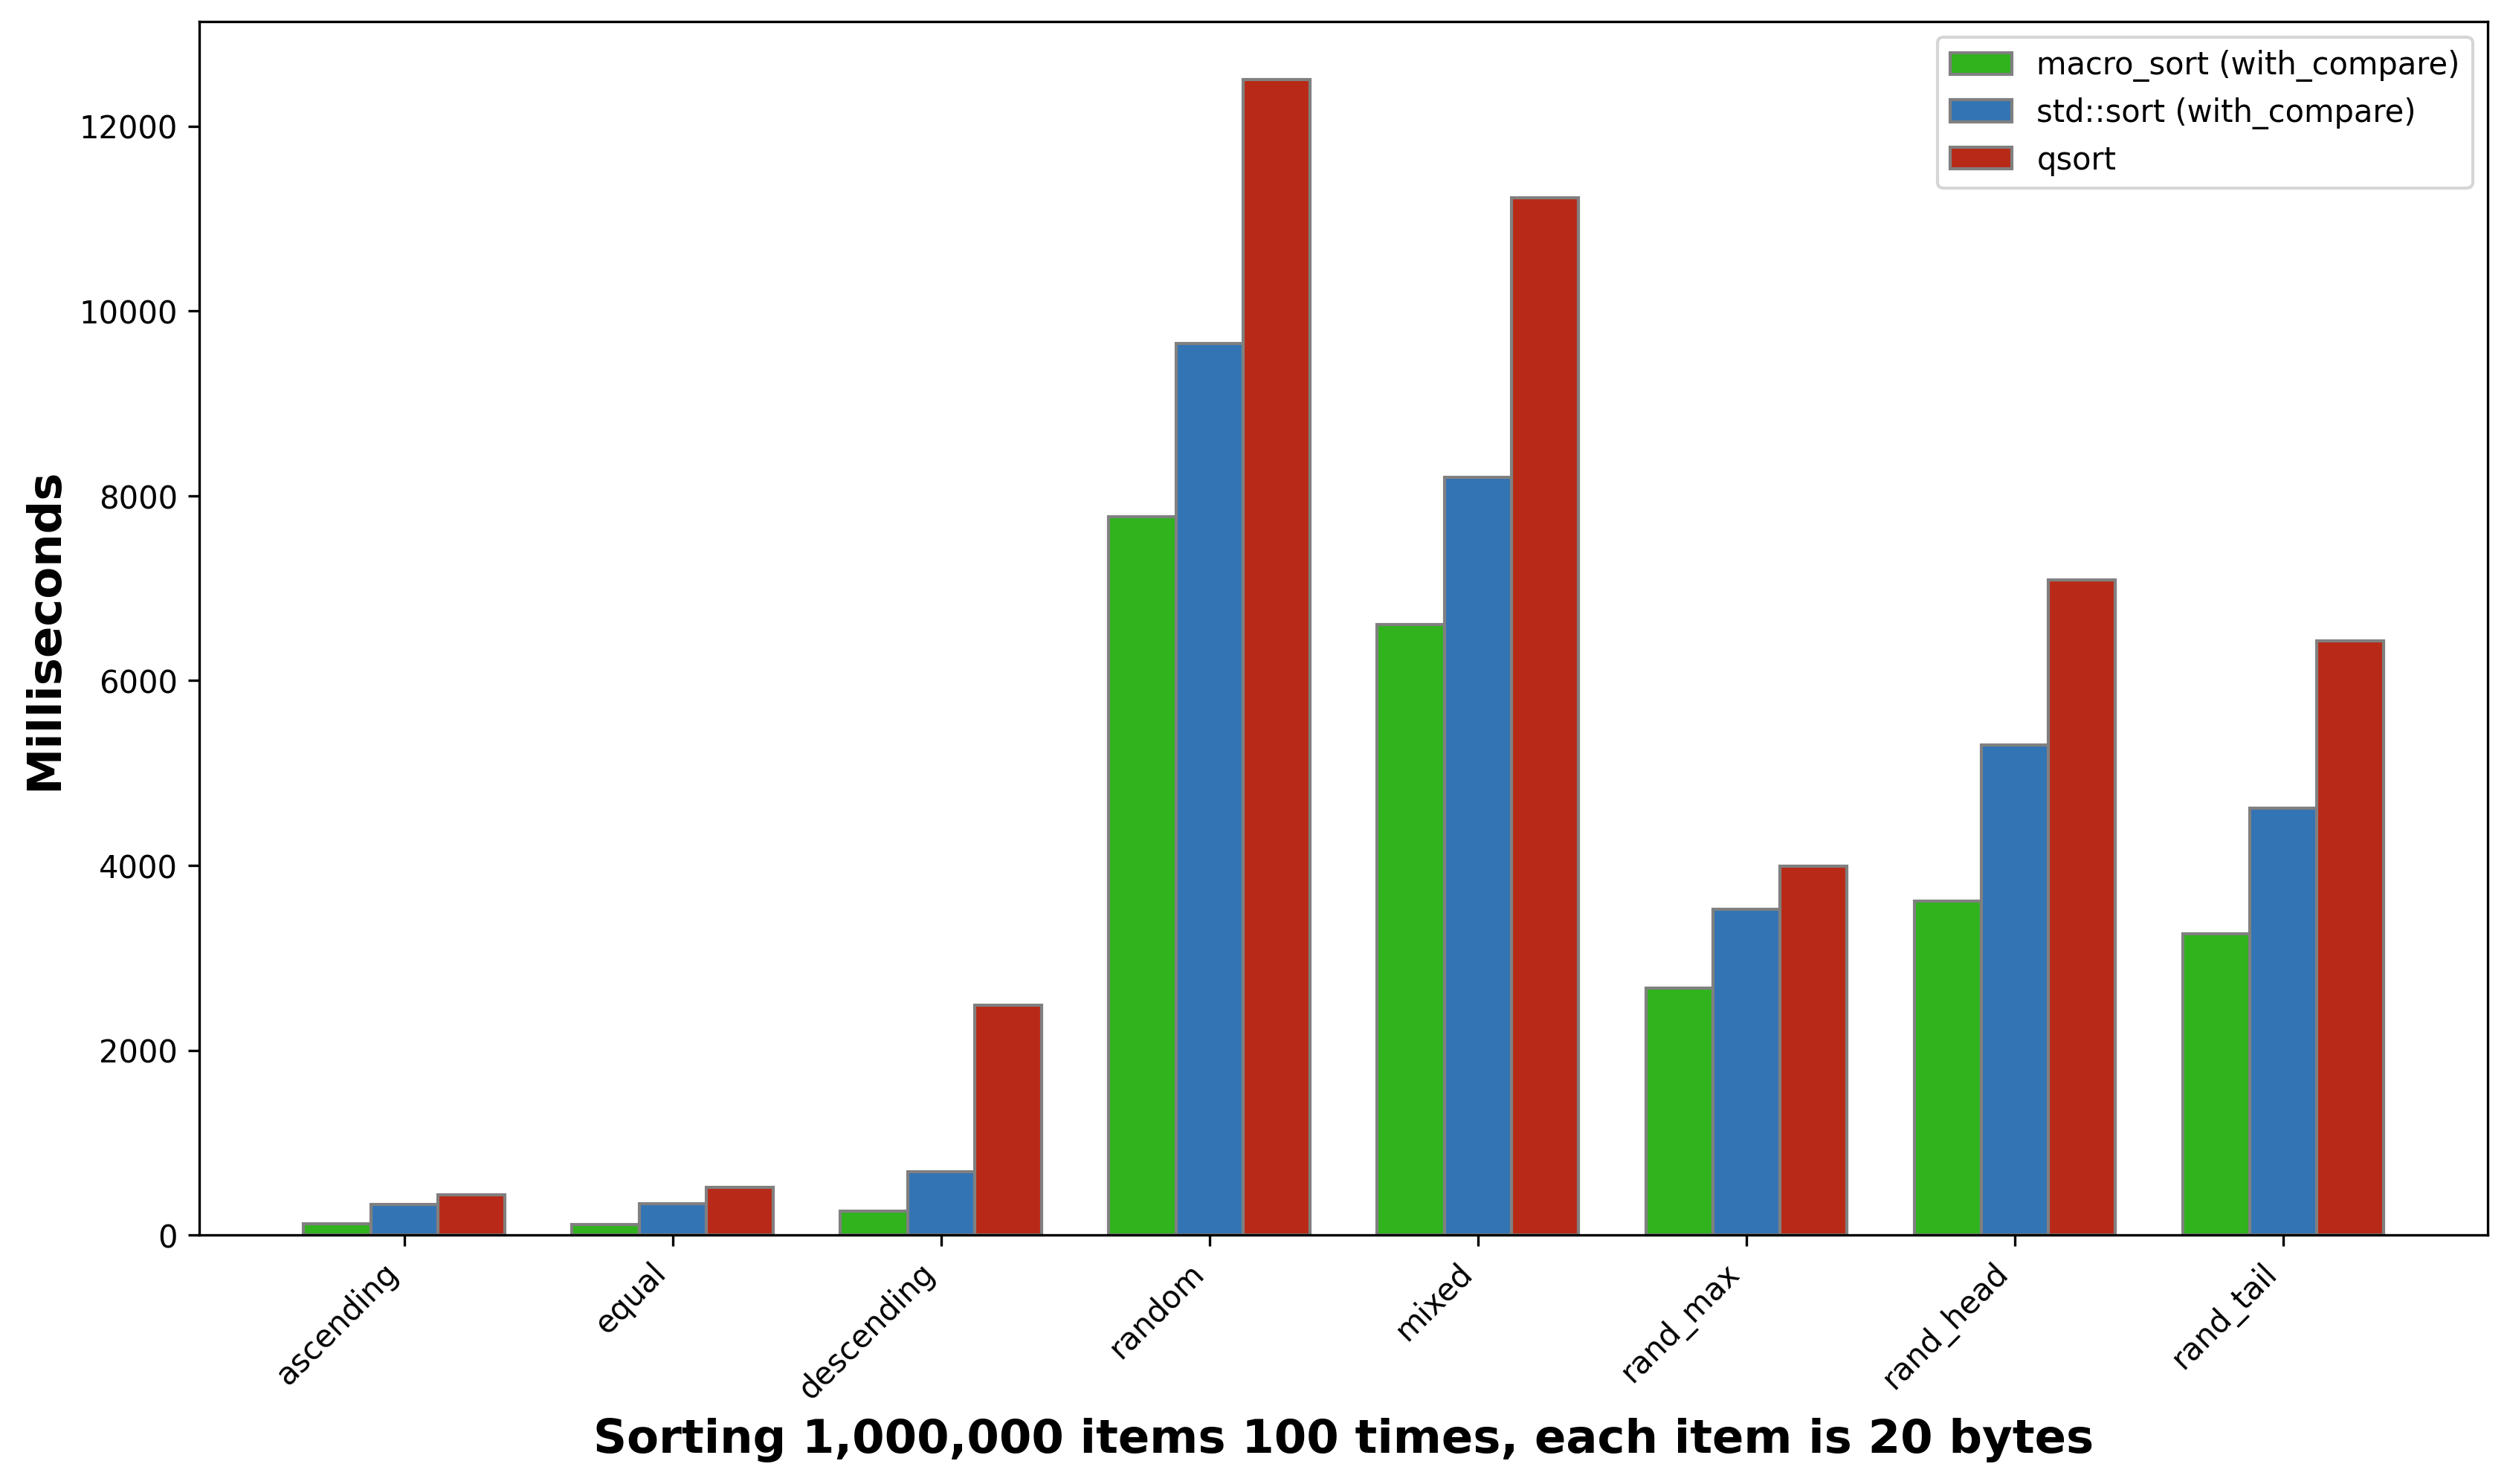 macro_sort (with_compare)
std::sort (with_compare)
qsort
Milliseconds
12000
10000
8000
6000
4000
2000
0
ascending
equal
descending
random
mixed
rand_max
rand_head
rand_tail
Sorting 1,000,000 items 100 times, each item is 20 bytes